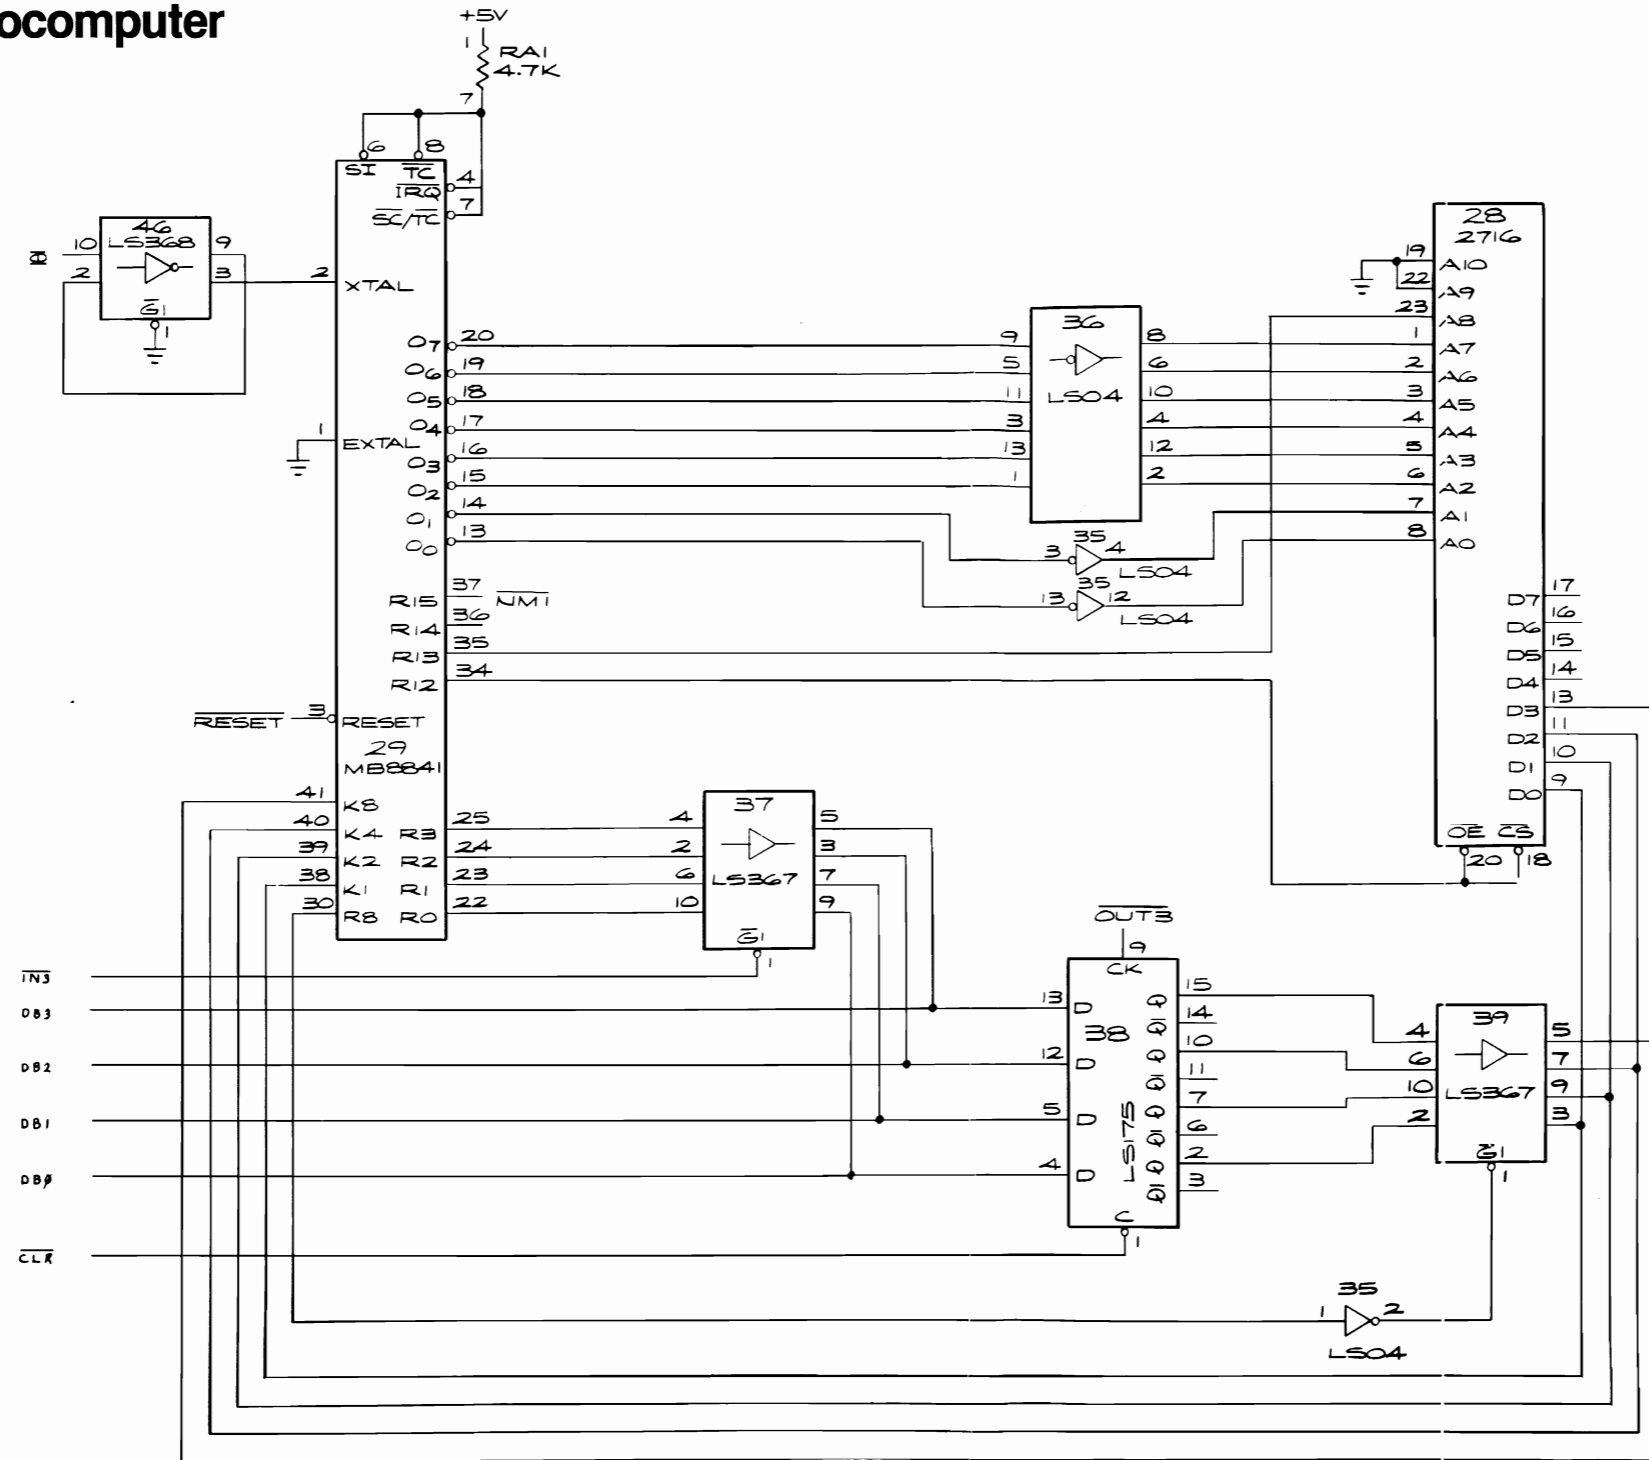 ocomputer
+5V
1
RA1
4.7K
7
6 8
SI TC
IRQ 4
SC/TC 7
46
LS368
Φ 10 9
2 3
G1
1
2 XTAL
1 EXTAL
O7 20
O6 19
O5 18
O4 17
O3 16
O2 15
O1 14
O0 13
R15 37 NMI
R14 36
R13 35
R12 34
RESET 3 RESET
29
MB8841
41 K8
40 K4 R3 25
39 K2 R2 24
38 K1 R1 23
30 R8 R0 22
36
LS04
9 8
5 6
11 10
3 4
13 12
1 2
35
3 4
LS04
35
13 12
LS04
28
2716
19 A10
22 A9
23 A8
1 A7
2 A6
3 A5
4 A4
5 A3
6 A2
7 A1
8 A0
D7 17
D6 16
D5 15
D4 14
D3 13
D2 11
D1 10
D0 9
OE CS
20 18
37
LS367
4 5
2 3
6 7
10 9
G1
1
IN3
DB3
DB2
DB1
DBø
CLR
OUT3
9
CK
38
LS175
13 D Q 15
Q 14
12 D Q 10
Q 11
5 D Q 7
Q 6
4 D Q 2
Q 3
C
1
39
LS367
4 5
6 7
10 9
2 3
G1
1
35
1 2
LS04